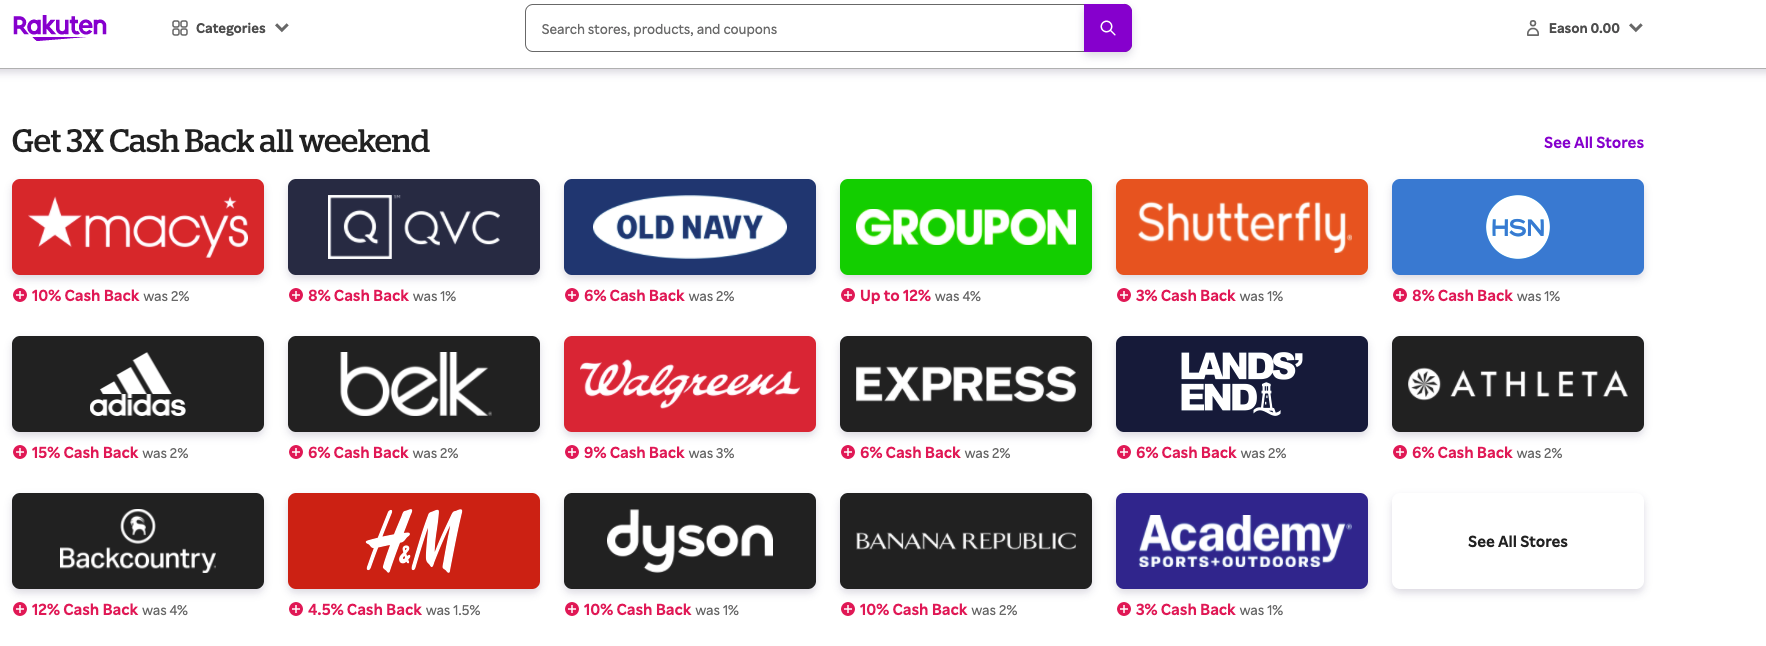 Rakuten
Categories
Search stores, products, and coupons
Eason 0.00
Get 3X Cash Back all weekend
See All Stores
macy's
Q QVC
OLD NAVY
GROUPON
Shutterfly
HSN
10% Cash Back was 2%
8% Cash Back was 1%
6% Cash Back was 2%
Up to 12% was 4%
3% Cash Back was 1%
8% Cash Back was 1%
adidas
belk
Walgreens
EXPRESS
LANDS'
END
ATHLETA
15% Cash Back was 2%
6% Cash Back was 2%
9% Cash Back was 3%
6% Cash Back was 2%
6% Cash Back was 2%
6% Cash Back was 2%
Backcountry
H&M
dyson
BANANA REPUBLIC
Academy
SPORTS+OUTDOORS
See All Stores
12% Cash Back was 4%
4.5% Cash Back was 1.5%
10% Cash Back was 1%
10% Cash Back was 2%
3% Cash Back was 1%